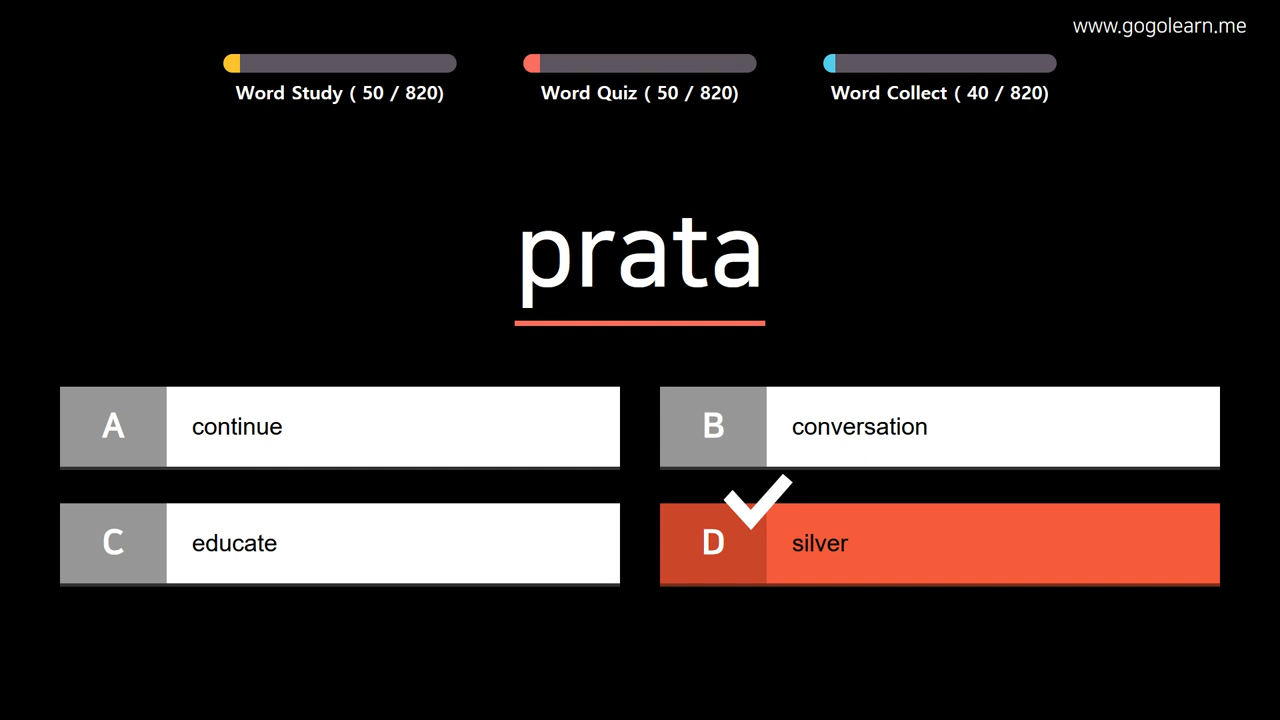 www.gogolearn.me
Word Study ( 50 / 820)
Word Quiz ( 50 / 820)
Word Collect ( 40 / 820)
prata
A continue
B conversation
C educate
D silver